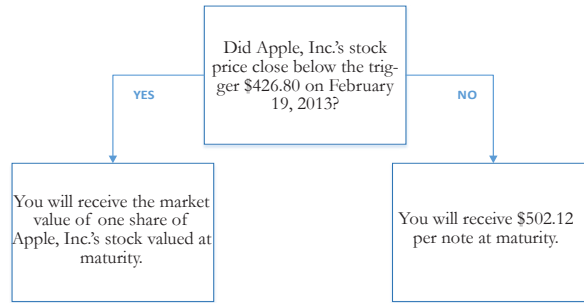 Did Apple, Inc.'s stock
price close below the trig-
ger $426.80 on February
19, 2013?
YES
NO
You will receive the market
value of one share of
Apple, Inc.'s stock valued at
maturity.
You will receive $502.12
per note at maturity.